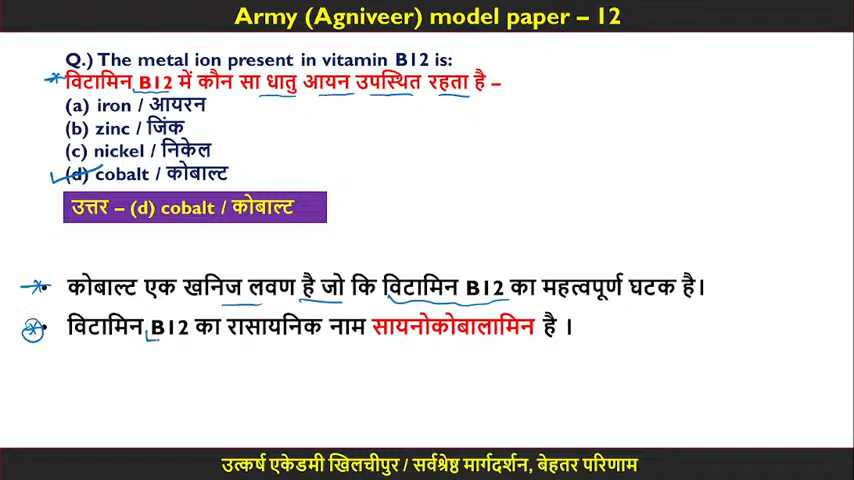 Army (Agniveer) model paper – 12
Q.) The metal ion present in vitamin B12 is:
विटामिन B12 में कौन सा धातु आयन उपस्थित रहता है –
(a) iron / आयरन
(b) zinc / जिंक
(c) nickel / निकेल
(d) cobalt / कोबाल्ट
उत्तर – (d) cobalt / कोबाल्ट
• कोबाल्ट एक खनिज लवण है जो कि विटामिन B12 का महत्वपूर्ण घटक है।
• विटामिन B12 का रासायनिक नाम सायनोकोबालामिन है ।
उत्कर्ष एकेडमी खिलचीपुर / सर्वश्रेष्ठ मार्गदर्शन, बेहतर परिणाम